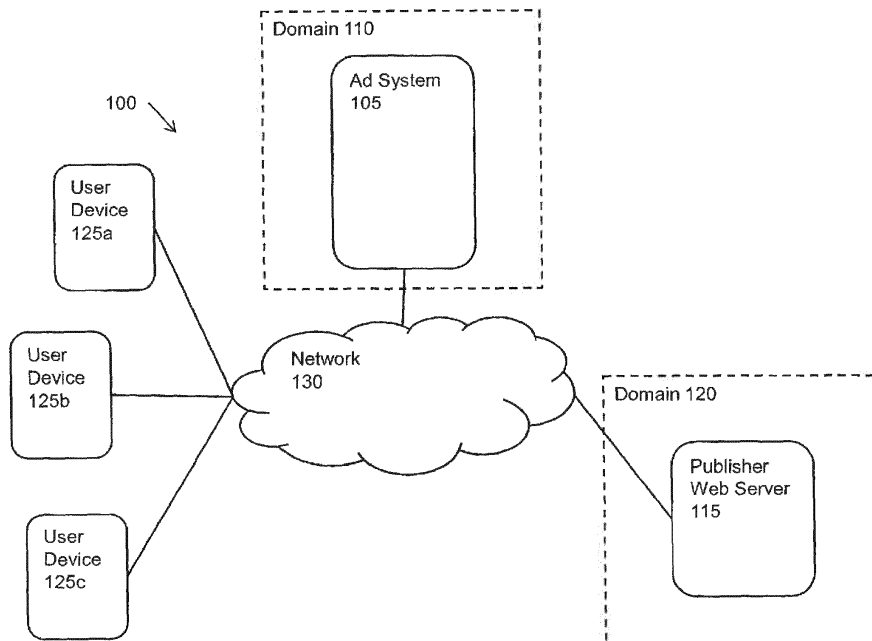 Domain 110
Ad System
105
100
User
Device
125a
User
Device
125b
Network
130
Domain 120
Publisher
Web Server
115
User
Device
125c